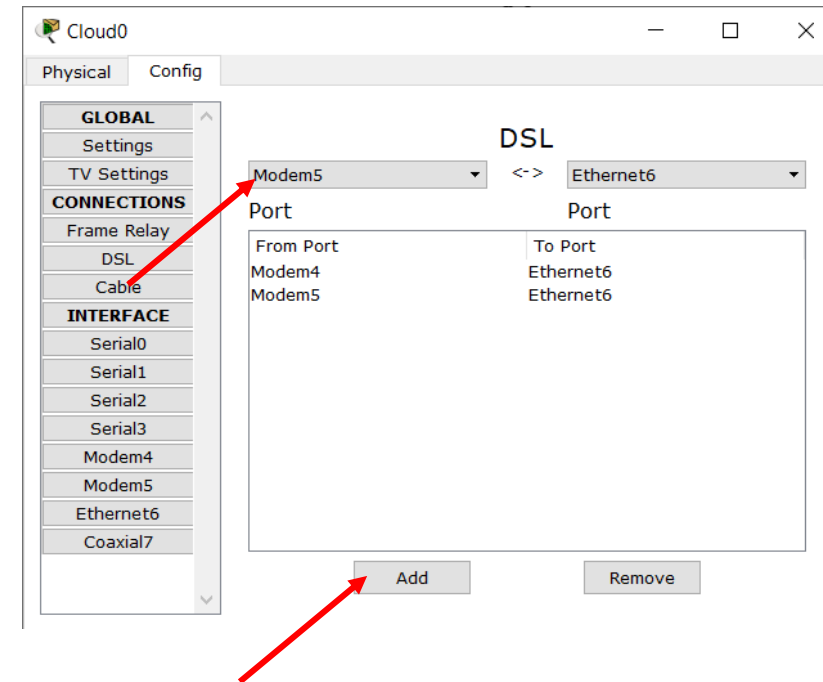 Cloud0
Physical Config
GLOBAL
Settings
TV Settings
CONNECTIONS
Frame Relay
DSL
Cable
INTERFACE
Serial0
Serial1
Serial2
Serial3
Modem4
Modem5
Ethernet6
Coaxial7
DSL
Modem5 <-> Ethernet6
Port Port
From Port To Port
Modem4 Ethernet6
Modem5 Ethernet6
Add Remove